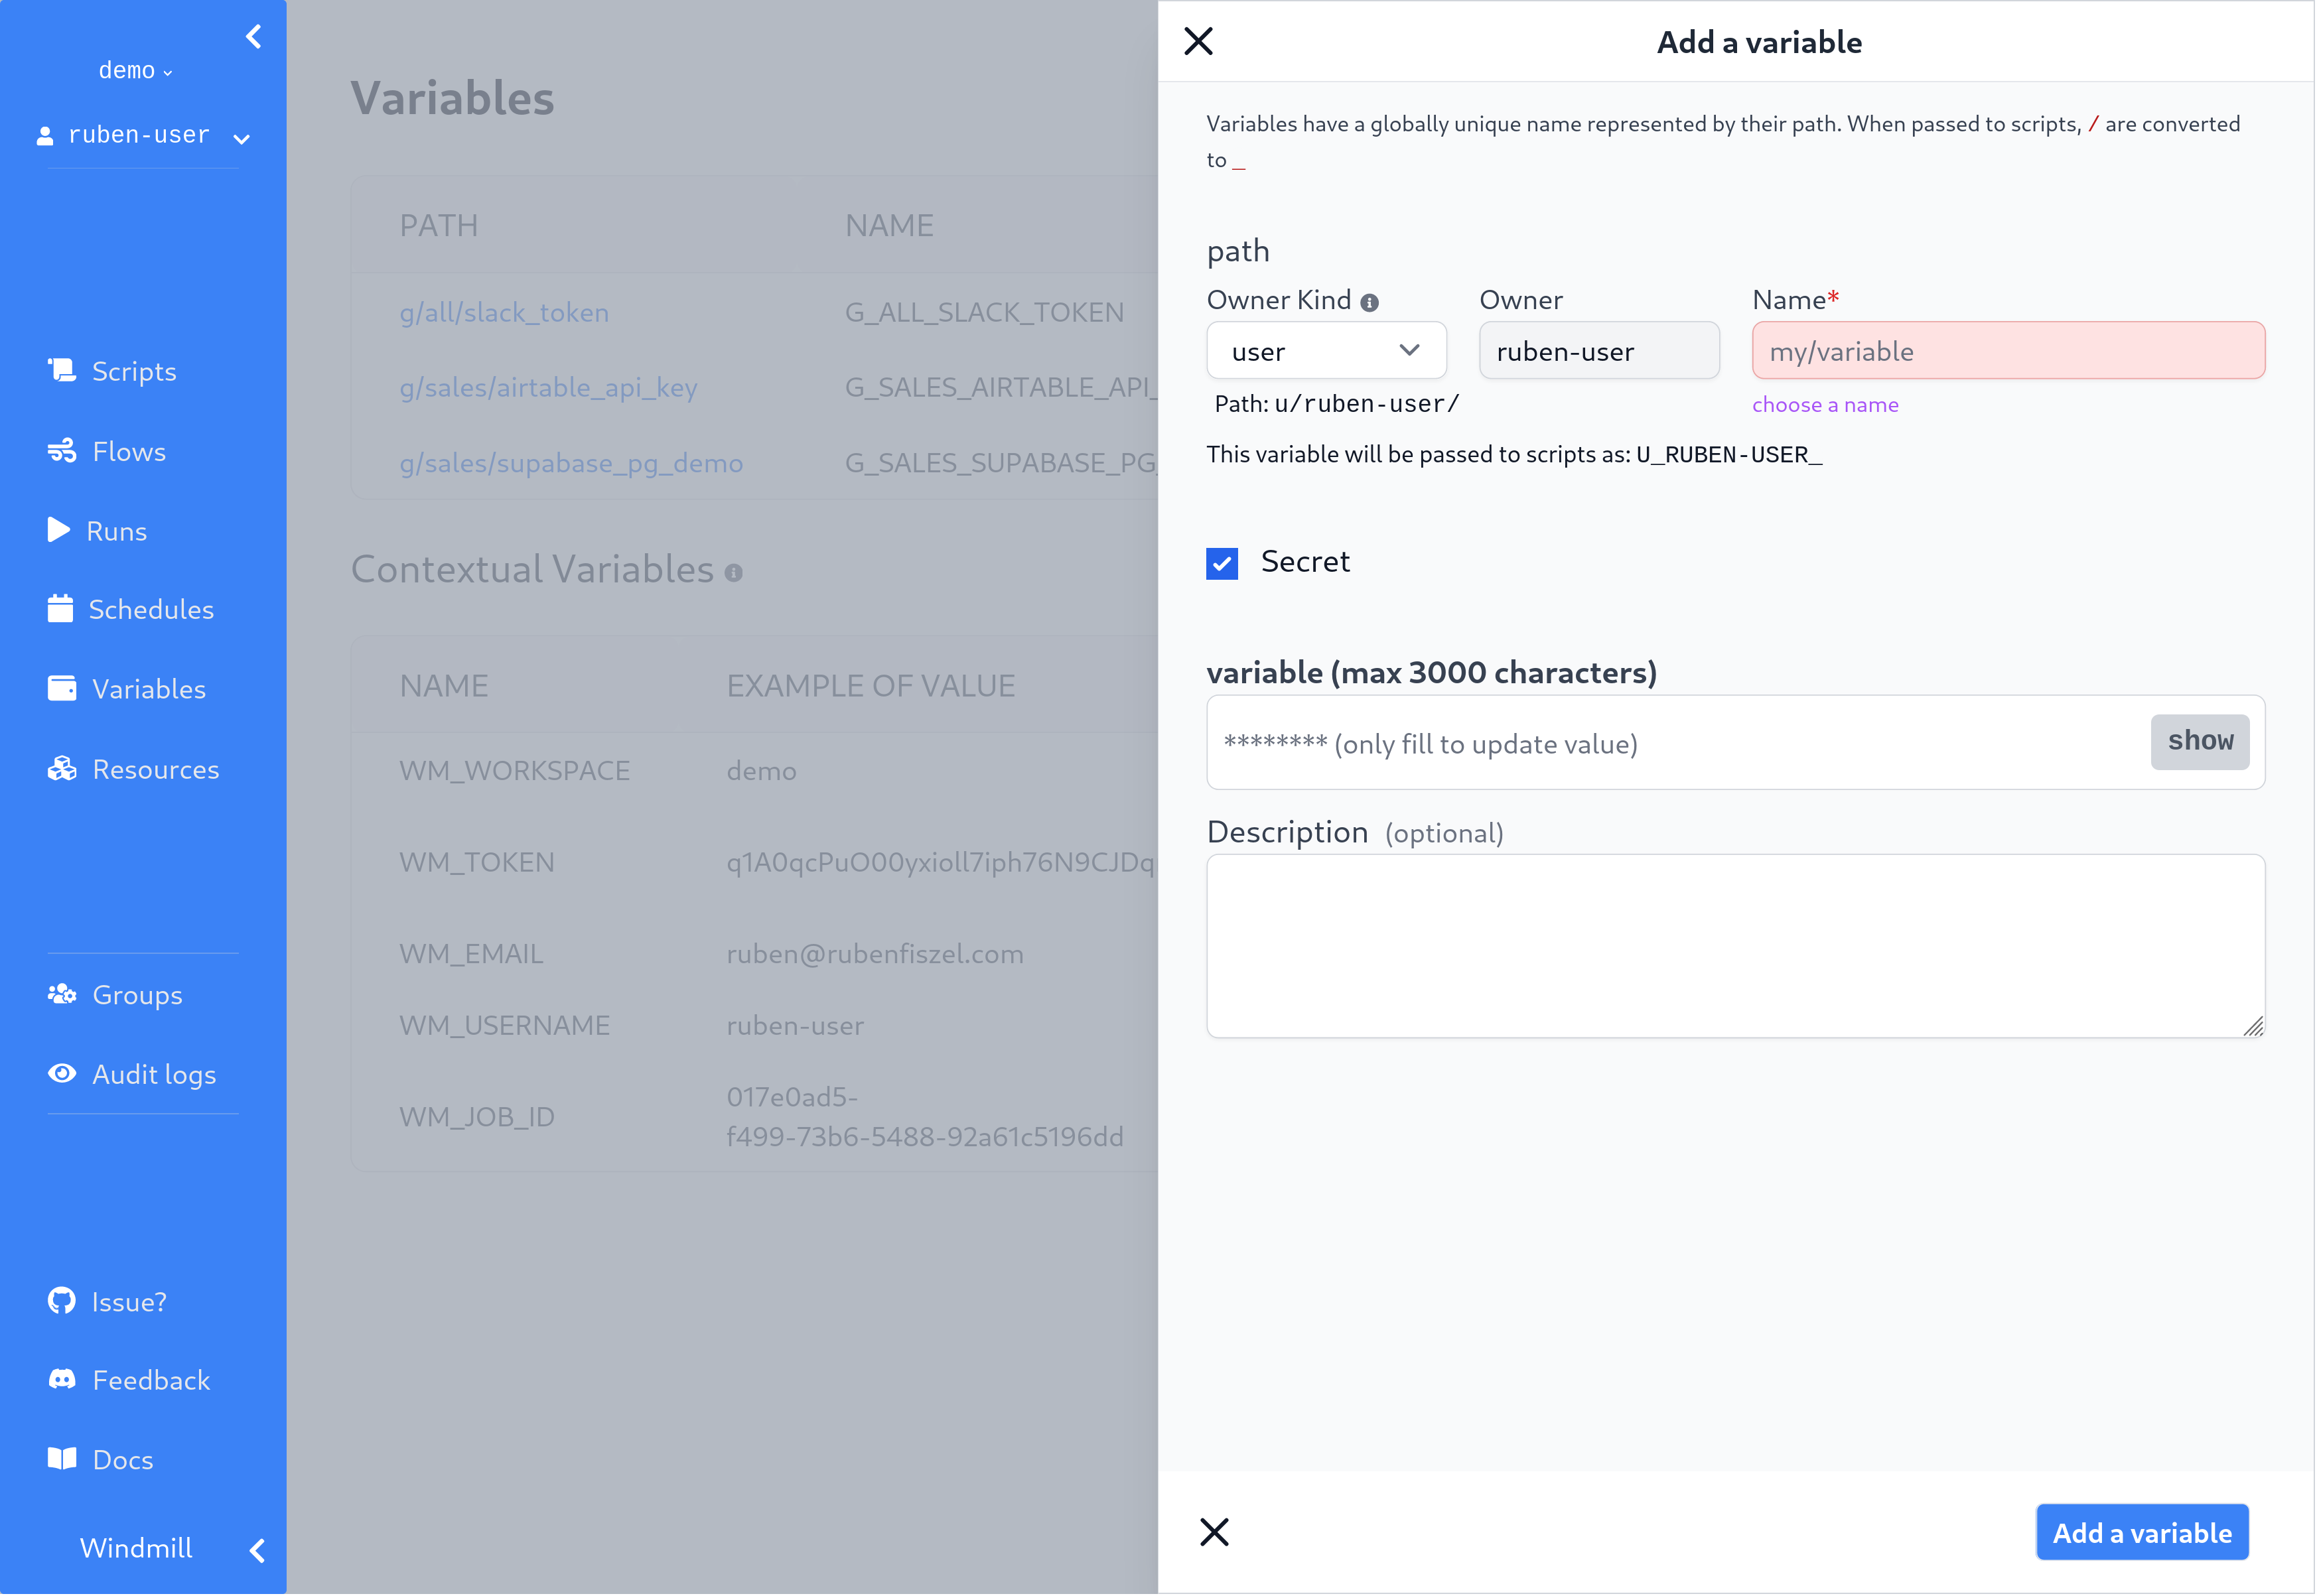 demo
ruben-user
Scripts
Flows
Runs
Schedules
Variables
Resources
Groups
Audit logs
Issue?
Feedback
Docs
Windmill
Variables
PATH NAME
g/all/slack_token G_ALL_SLACK_TOKEN
g/sales/airtable_api_key G_SALES_AIRTABLE_API_
g/sales/supabase_pg_demo G_SALES_SUPABASE_PG_
Contextual Variables
NAME EXAMPLE OF VALUE
WM_WORKSPACE demo
WM_TOKEN q1A0qcPuO00yxioll7iph76N9CJDq
WM_EMAIL ruben@rubenfiszel.com
WM_USERNAME ruben-user
WM_JOB_ID 017e0ad5-
f499-73b6-5488-92a61c5196dd
Add a variable
Variables have a globally unique name represented by their path. When passed to scripts, / are converted
to _
path
Owner Kind Owner Name*
user ruben-user my/variable
Path: u/ruben-user/ choose a name
This variable will be passed to scripts as: U_RUBEN-USER_
Secret
variable (max 3000 characters)
******** (only fill to update value) show
Description (optional)
Add a variable